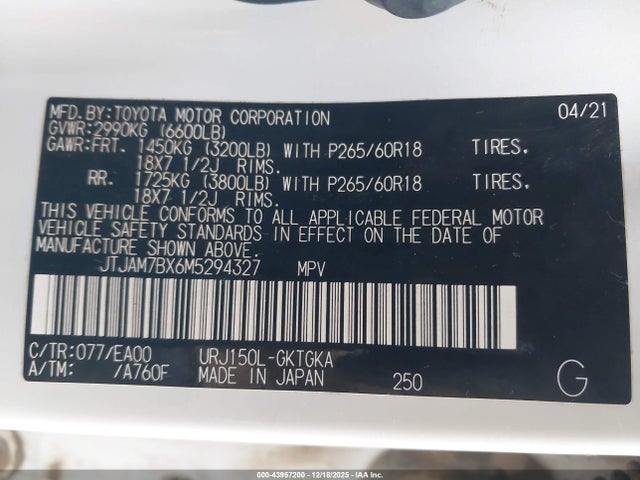 MFD.BY:TOYOTA MOTOR CORPORATION 04/21
GVWR:2990KG (6600LB)
GAWR:FRT. 1450KG (3200LB) WITH P265/60R18 TIRES.
18X7 1/2J RIMS.
RR. 1725KG (3800LB) WITH P265/60R18 TIRES.
18X7 1/2J RIMS.
THIS VEHICLE CONFORMS TO ALL APPLICABLE FEDERAL MOTOR
VEHICLE SAFETY STANDARDS IN EFFECT ON THE DATE OF
MANUFACTURE SHOWN ABOVE.
JTJAM7BX6M5294327 MPV
C/TR:077/EA00 URJ150L-GKTGKA
A/TM: /A760F MADE IN JAPAN 250 G
000-43957200 - 12/18/2025 - IAA Inc.